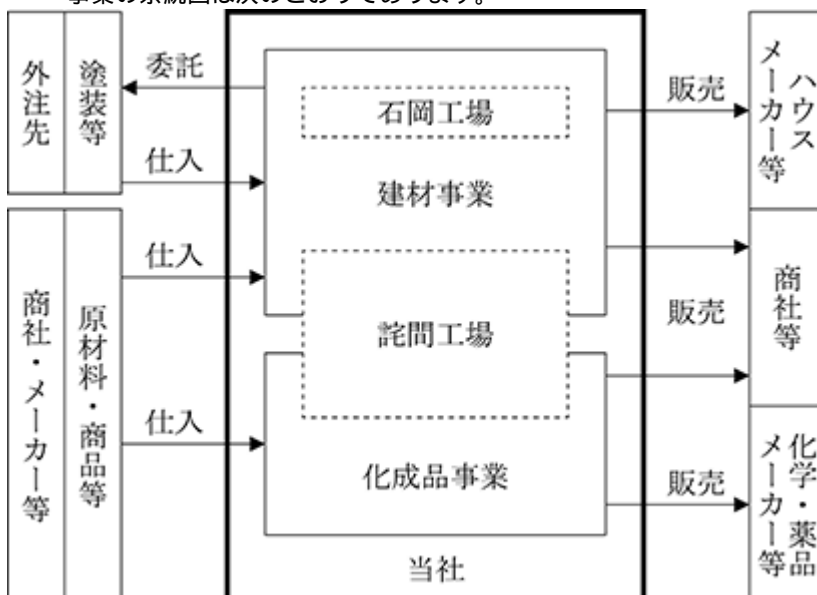 事業の系統図は次のとおりであります。
外注先
塗装等
委託
仕入
商社・メーカー等
原材料・商品等
仕入
仕入
石岡工場
建材事業
詫間工場
化成品事業
当社
販売
ハウス
メーカー等
販売
商社等
販売
化学・薬品
メーカー等